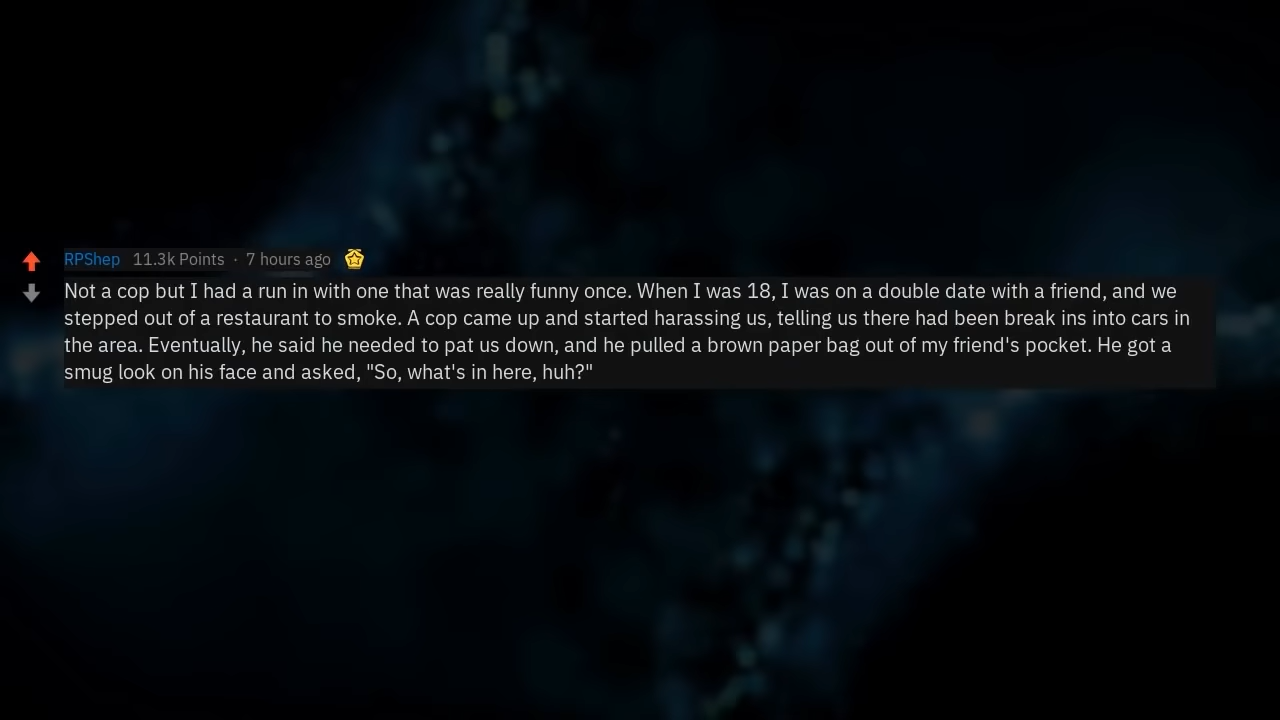 RPShep 11.3k Points · 7 hours ago
Not a cop but I had a run in with one that was really funny once. When I was 18, I was on a double date with a friend, and we
stepped out of a restaurant to smoke. A cop came up and started harassing us, telling us there had been break ins into cars in
the area. Eventually, he said he needed to pat us down, and he pulled a brown paper bag out of my friend's pocket. He got a
smug look on his face and asked, "So, what's in here, huh?"